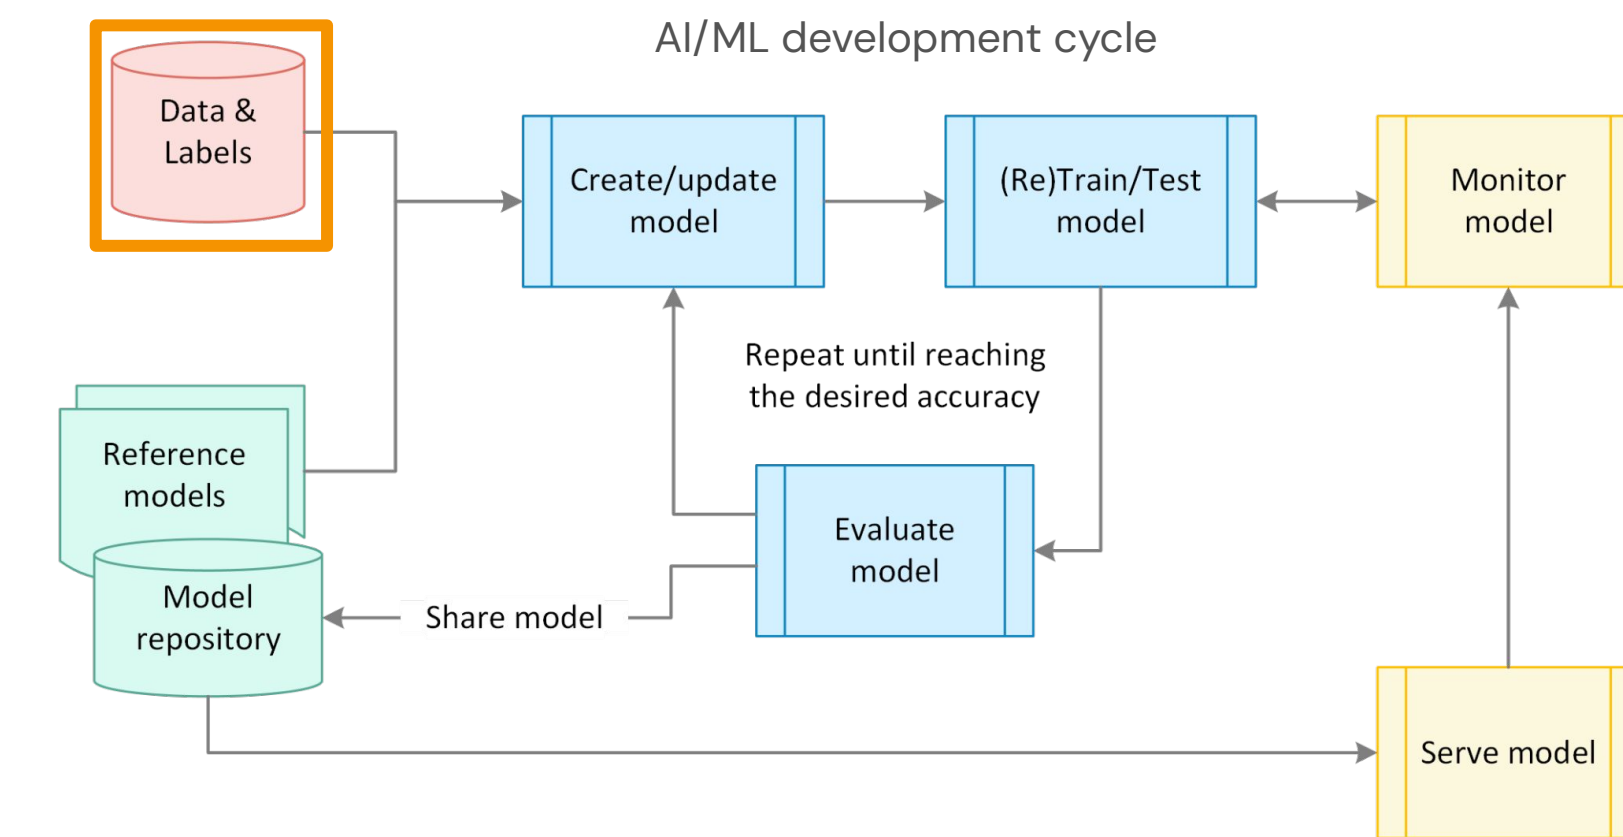 AI/ML development cycle
Data &
Labels
Create/update
model
(Re)Train/Test
model
Monitor
model
Repeat until reaching
the desired accuracy
Reference
models
Evaluate
model
Model
repository
Share model
Serve model